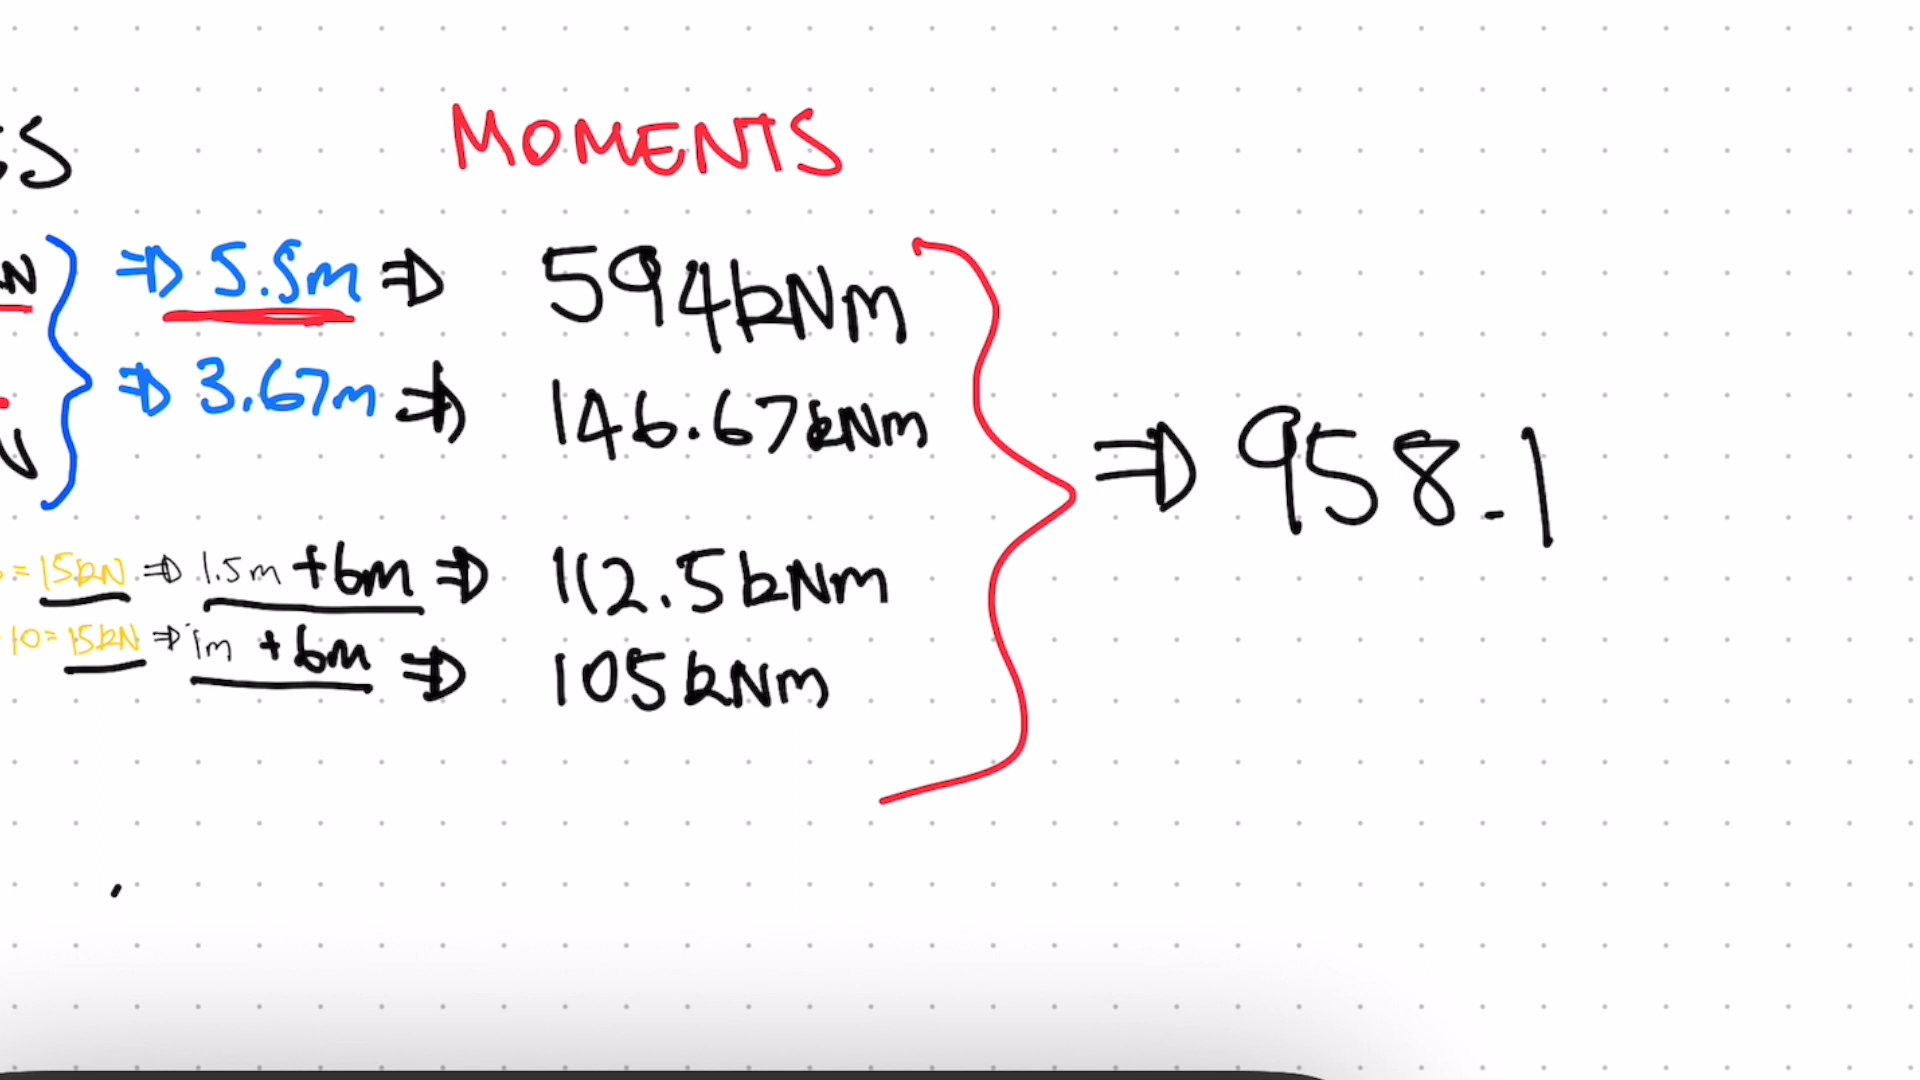 MOMENTS
N ⇒ 5.5m ⇒ 594kNm
⇒ 3.67m ⇒ 146.67kNm
⇒ 958.1
= 15kN ⇒ 1.5m + 6m ⇒ 112.5kNm
10 = 15kN ⇒ 1m + 6m ⇒ 105kNm